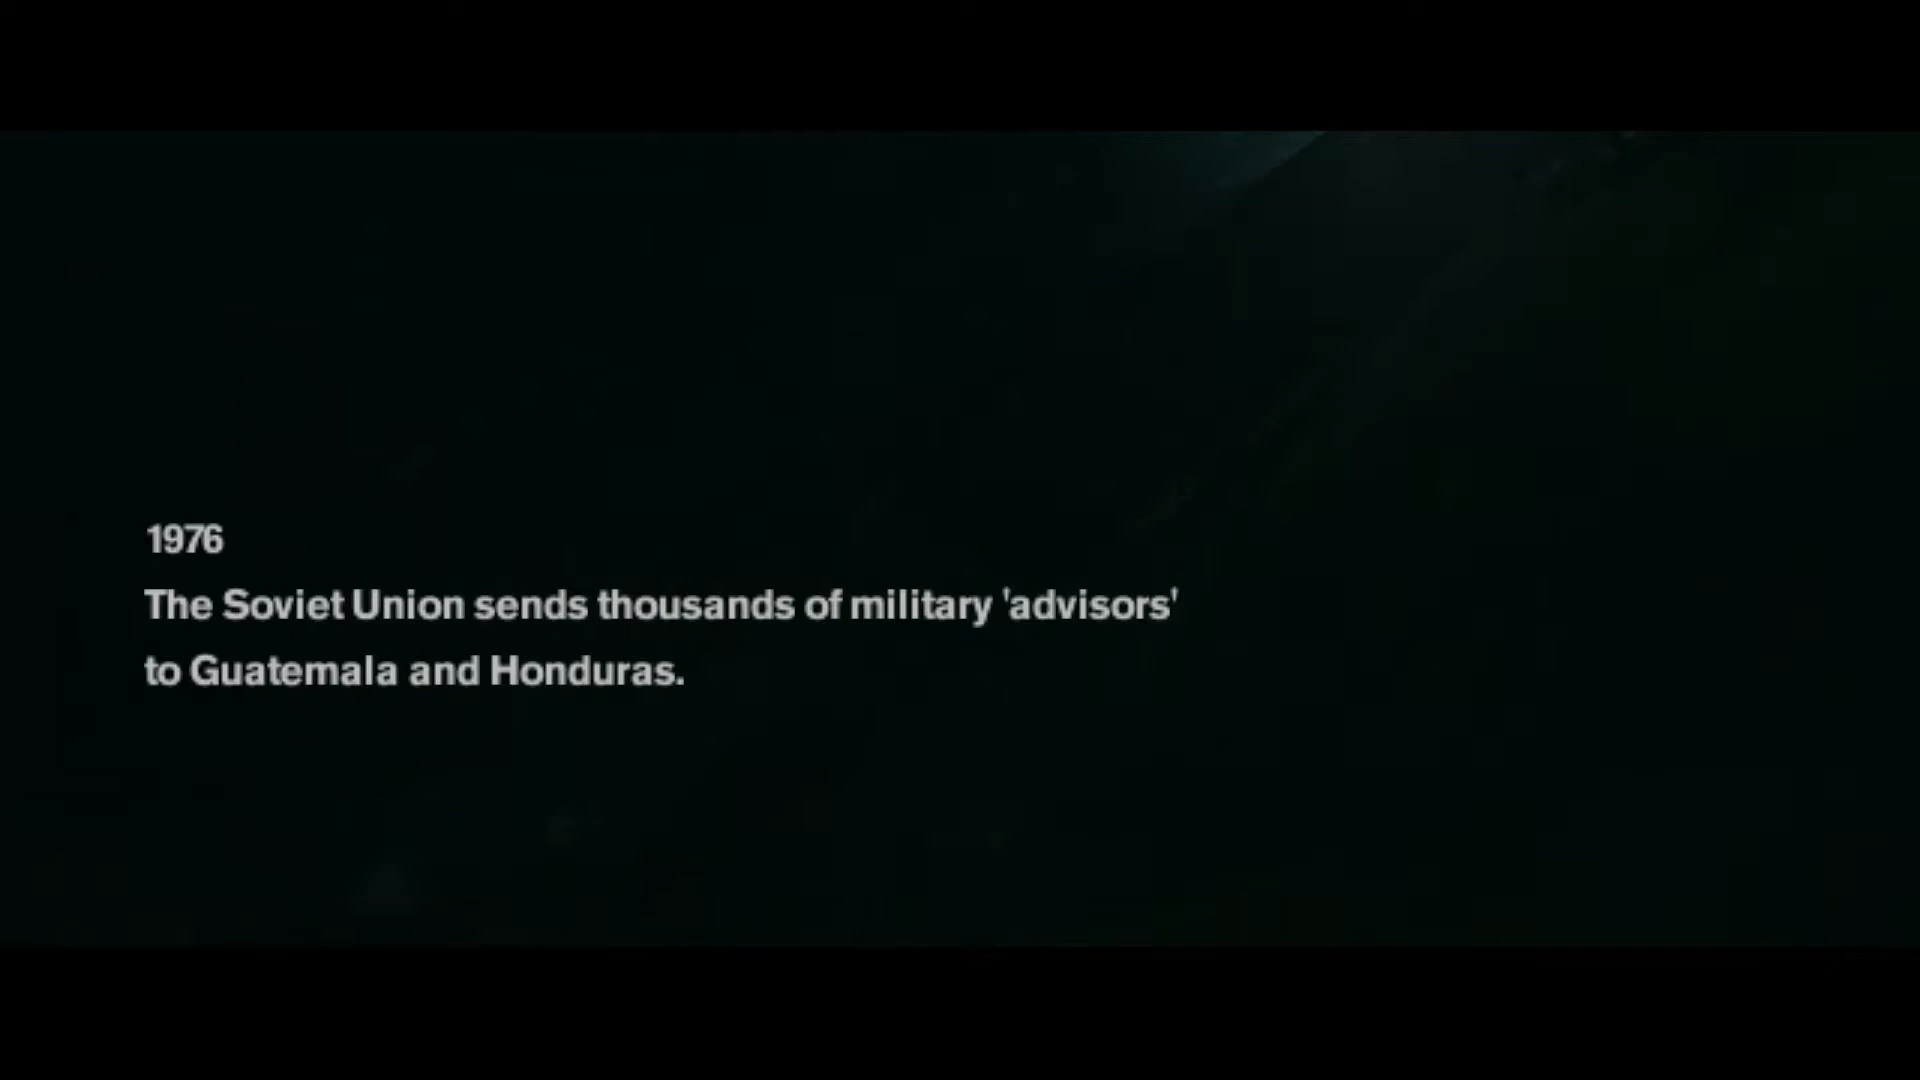 1976
The Soviet Union sends thousands of military 'advisors'
to Guatemala and Honduras.